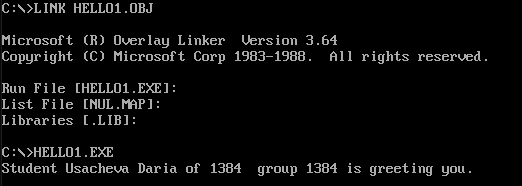 C:\>LINK HELLO1.OBJ
Microsoft (R) Overlay Linker  Version 3.64
Copyright (C) Microsoft Corp 1983-1988.  All rights reserved.
Run File [HELLO1.EXE]:
List File [NUL.MAP]:
Libraries [.LIB]:
C:\>HELLO1.EXE
Student Usacheva Daria of 1384  group 1384 is greeting you.